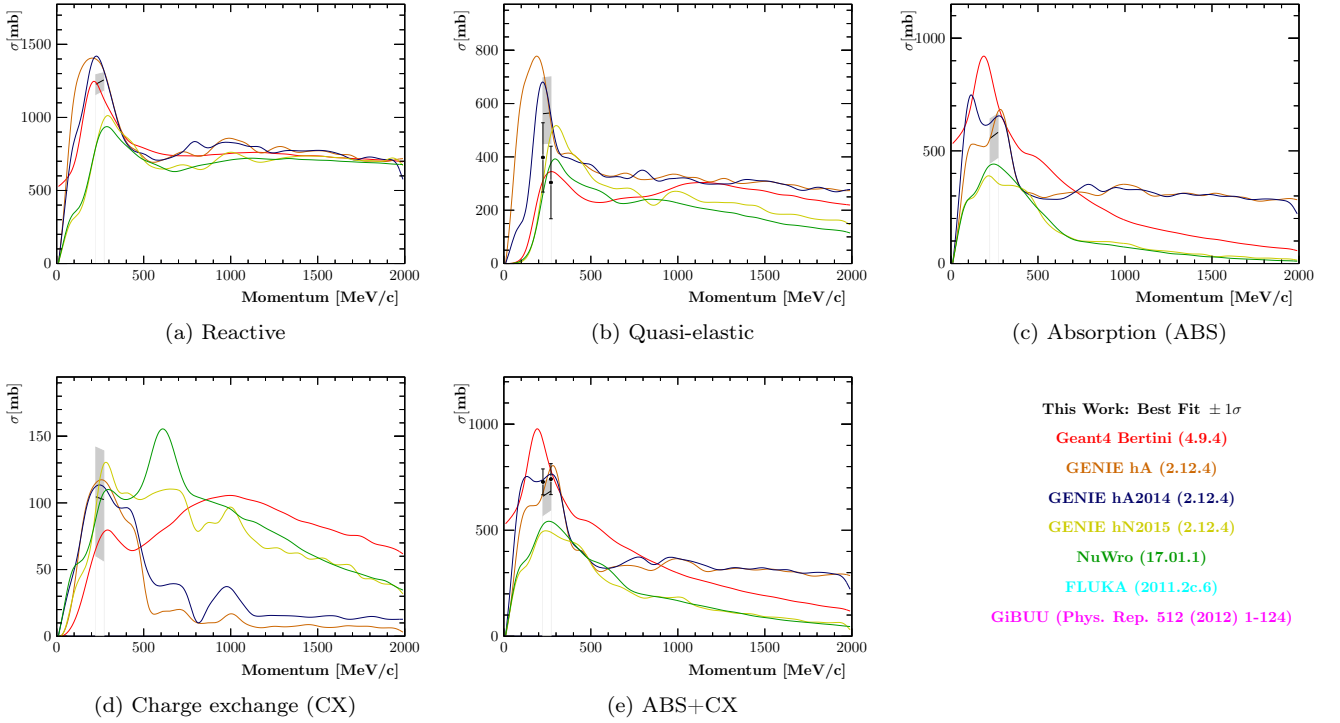 σ[mb]
1500
1000
500
0
0 500 1000 1500 2000
Momentum [MeV/c]
(a) Reactive
σ[mb]
800
600
400
200
0
0 500 1000 1500 2000
Momentum [MeV/c]
(b) Quasi-elastic
σ[mb]
1000
500
0
0 500 1000 1500 2000
Momentum [MeV/c]
(c) Absorption (ABS)
σ[mb]
150
100
50
0
0 500 1000 1500 2000
Momentum [MeV/c]
(d) Charge exchange (CX)
σ[mb]
1000
500
0
0 500 1000 1500 2000
Momentum [MeV/c]
(e) ABS+CX
This Work: Best Fit ± 1σ
Geant4 Bertini (4.9.4)
GENIE hA (2.12.4)
GENIE hA2014 (2.12.4)
GENIE hN2015 (2.12.4)
NuWro (17.01.1)
FLUKA (2011.2c.6)
GiBUU (Phys. Rep. 512 (2012) 1-124)